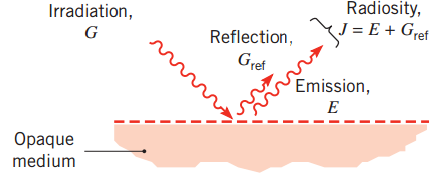 Irradiation,
G
Reflection,
G_ref
Radiosity,
J = E + G_ref
Emission,
E
Opaque
medium